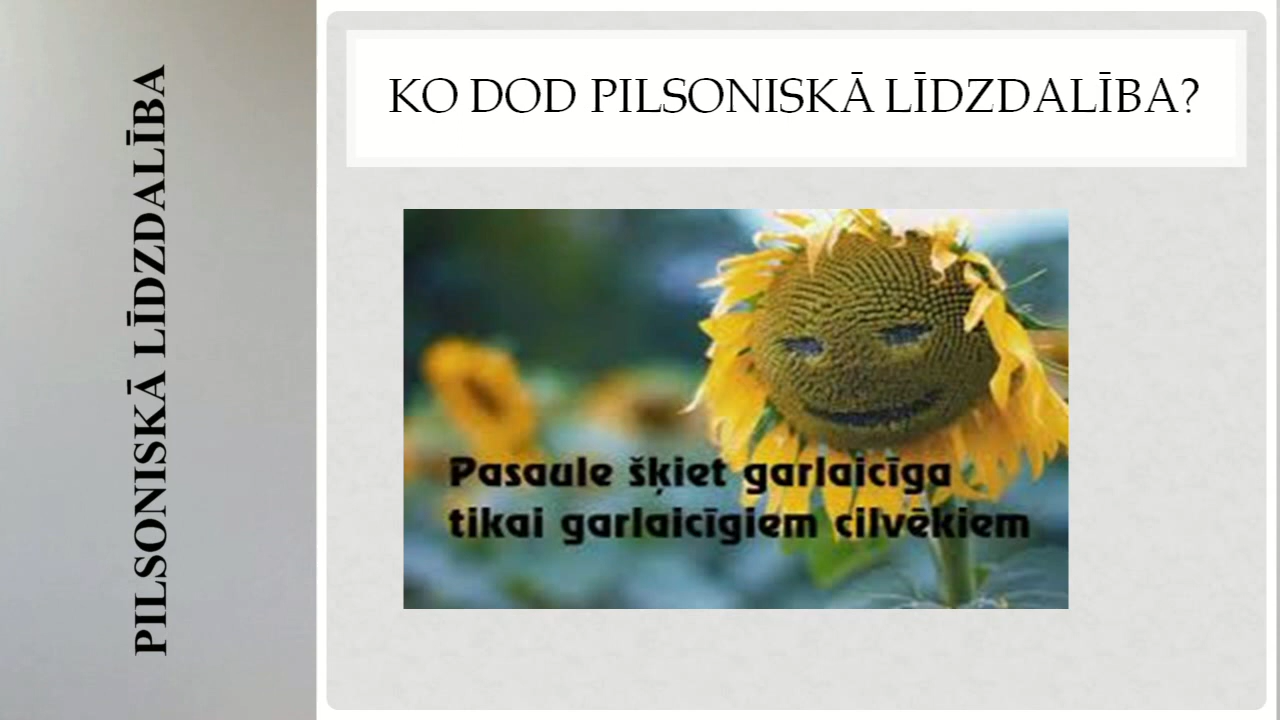 PILSONISKĀ LĪDZDALĪBA
KO DOD PILSONISKĀ LĪDZDALĪBA?
Pasaule šķiet garlaicīga
tikai garlaicīgiem cilvēkiem